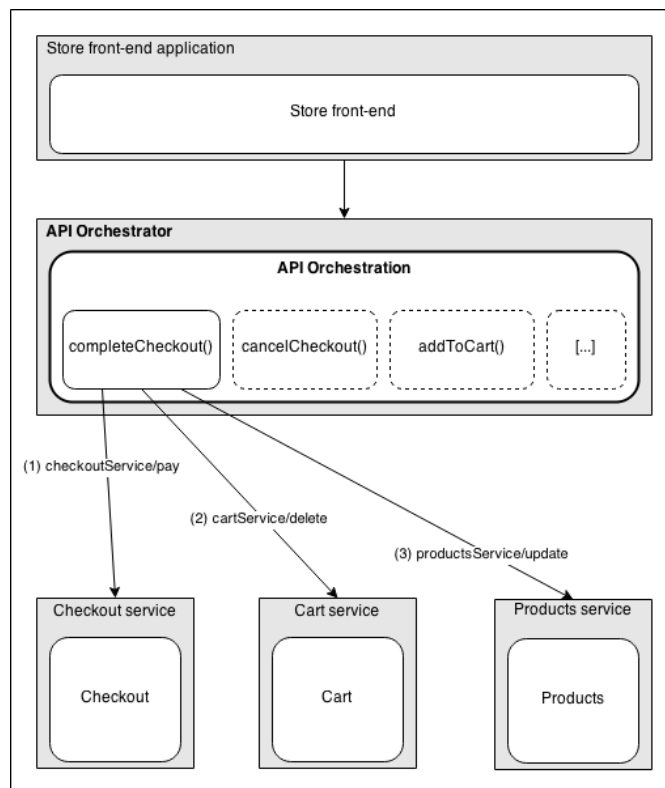 Store front-end application
Store front-end
API Orchestrator
API Orchestration
completeCheckout()
cancelCheckout()
addToCart()
[...]
(1) checkoutService/pay
(2) cartService/delete
(3) productsService/update
Checkout service
Cart service
Products service
Checkout
Cart
Products